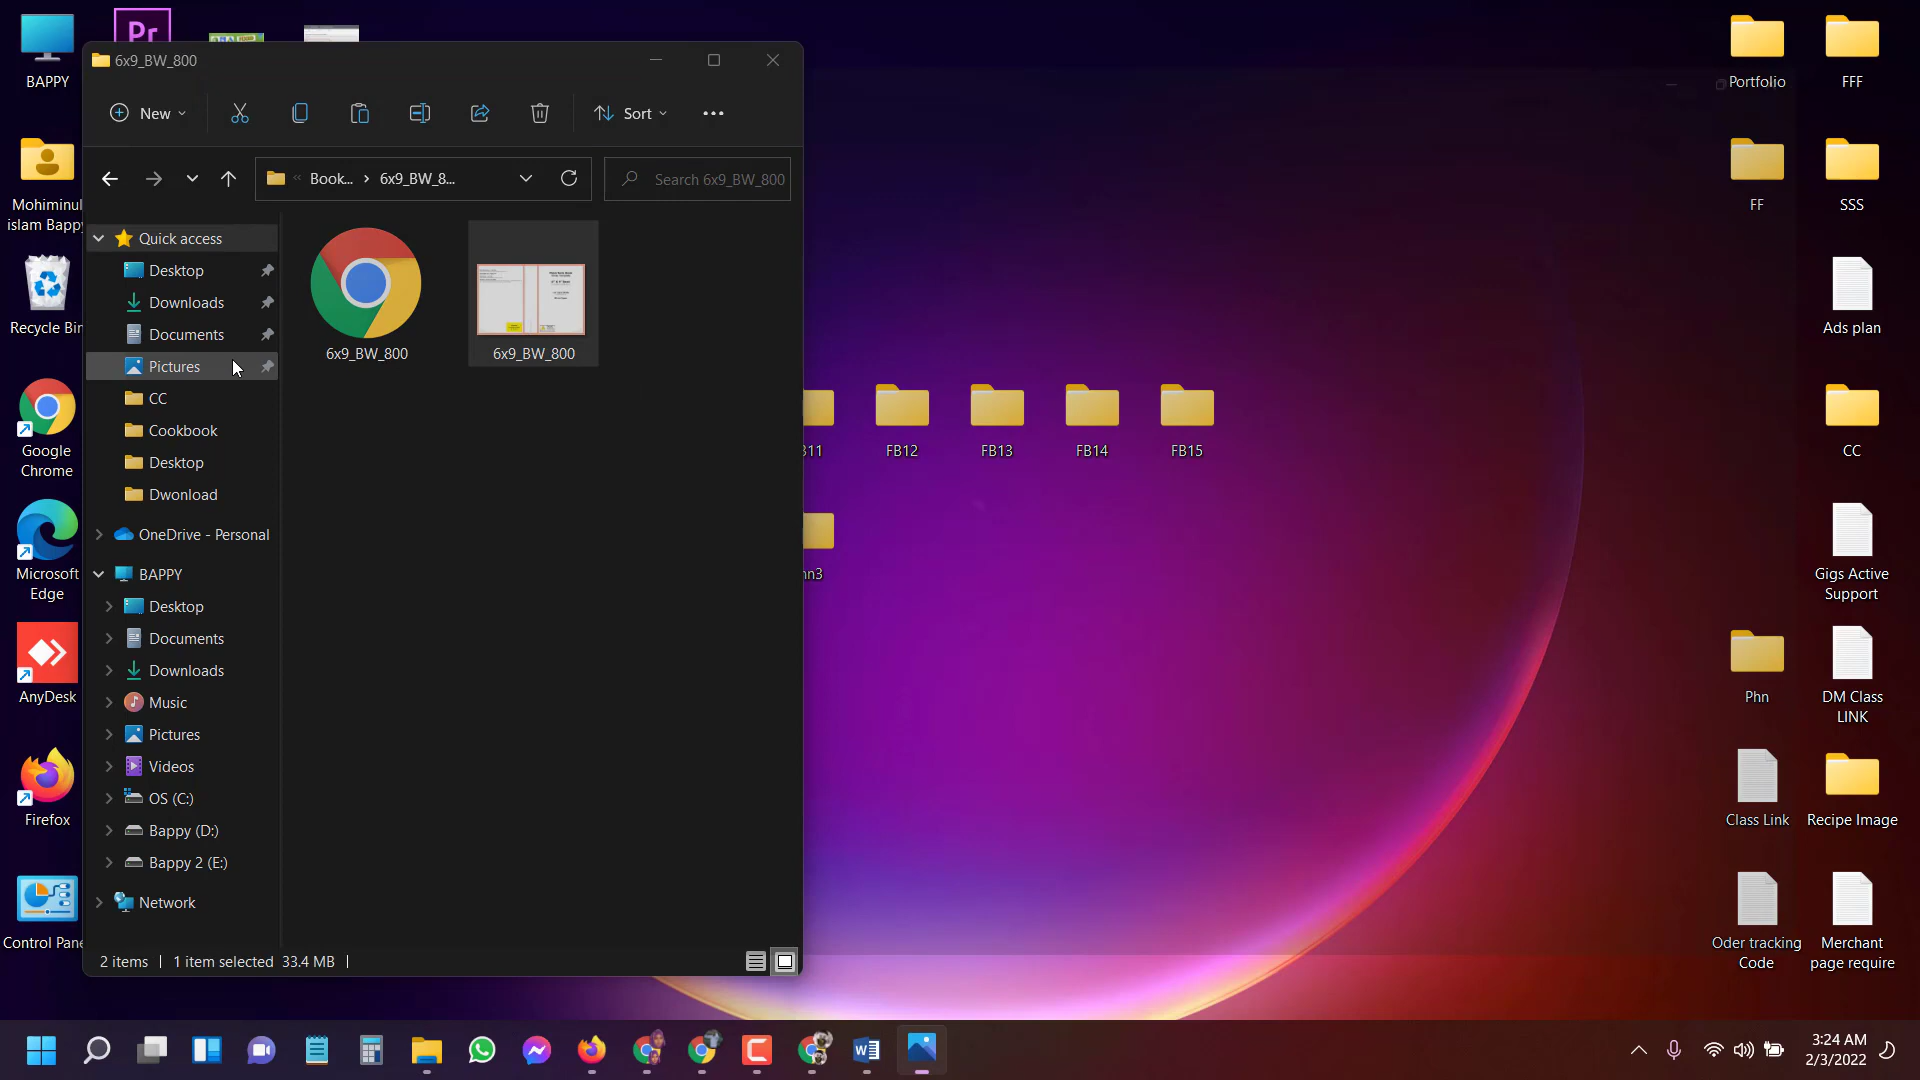 BAPPY
Mohiminul
islam Bappy
Recycle Bin
Google
Chrome
Microsoft
Edge
AnyDesk
Firefox
Control Pane
Pr
6x9_BW_800
New
Sort
Book...
6x9_BW_8...
Search 6x9_BW_800
Quick access
Desktop
Downloads
Documents
Pictures
CC
Cookbook
Desktop
Dwonload
OneDrive - Personal
BAPPY
Desktop
Documents
Downloads
Music
Pictures
Videos
OS (C:)
Bappy (D:)
Bappy 2 (E:)
Network
6x9_BW_800
6x9_BW_800
2 items
1 item selected 33.4 MB
FB12
FB13
FB14
FB15
Portfolio
FFF
FF
SSS
Ads plan
CC
Gigs Active
Support
Phn
DM Class
LINK
Class Link
Recipe Image
Oder tracking
Code
Merchant
page require
3:24 AM
2/3/2022